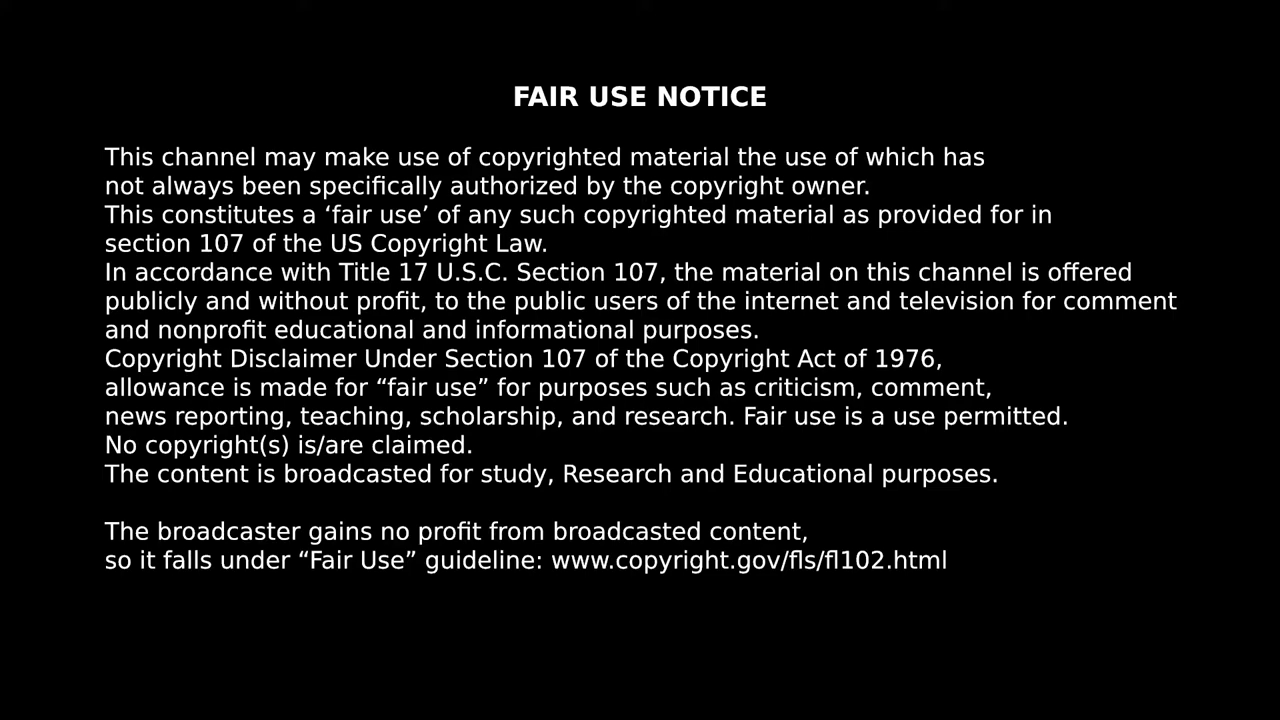 FAIR USE NOTICE
This channel may make use of copyrighted material the use of which has
not always been specifically authorized by the copyright owner.
This constitutes a ‘fair use’ of any such copyrighted material as provided for in
section 107 of the US Copyright Law.
In accordance with Title 17 U.S.C. Section 107, the material on this channel is offered
publicly and without profit, to the public users of the internet and television for comment
and nonprofit educational and informational purposes.
Copyright Disclaimer Under Section 107 of the Copyright Act of 1976,
allowance is made for “fair use” for purposes such as criticism, comment,
news reporting, teaching, scholarship, and research. Fair use is a use permitted.
No copyright(s) is/are claimed.
The content is broadcasted for study, Research and Educational purposes.
The broadcaster gains no profit from broadcasted content,
so it falls under “Fair Use” guideline: www.copyright.gov/fls/fl102.html